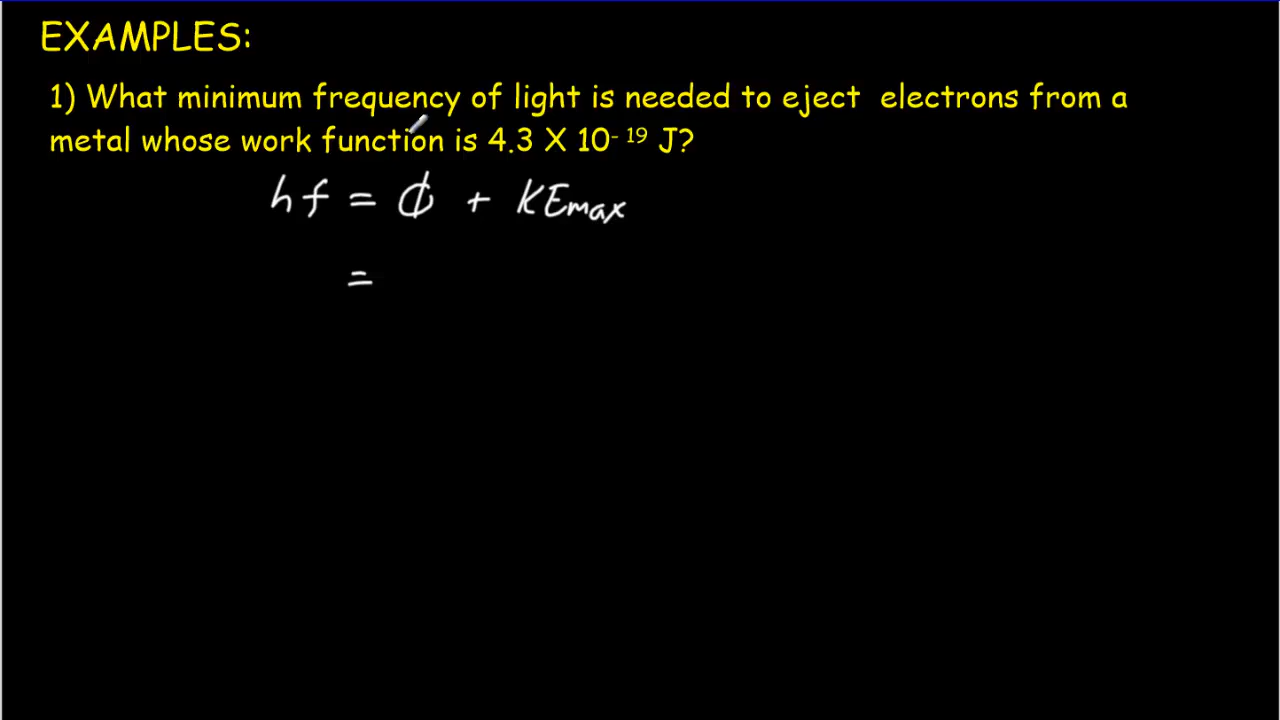 EXAMPLES:
1) What minimum frequency of light is needed to eject electrons from a
metal whose work function is 4.3 X 10⁻¹⁹ J?
hf = Φ + KEmax
=